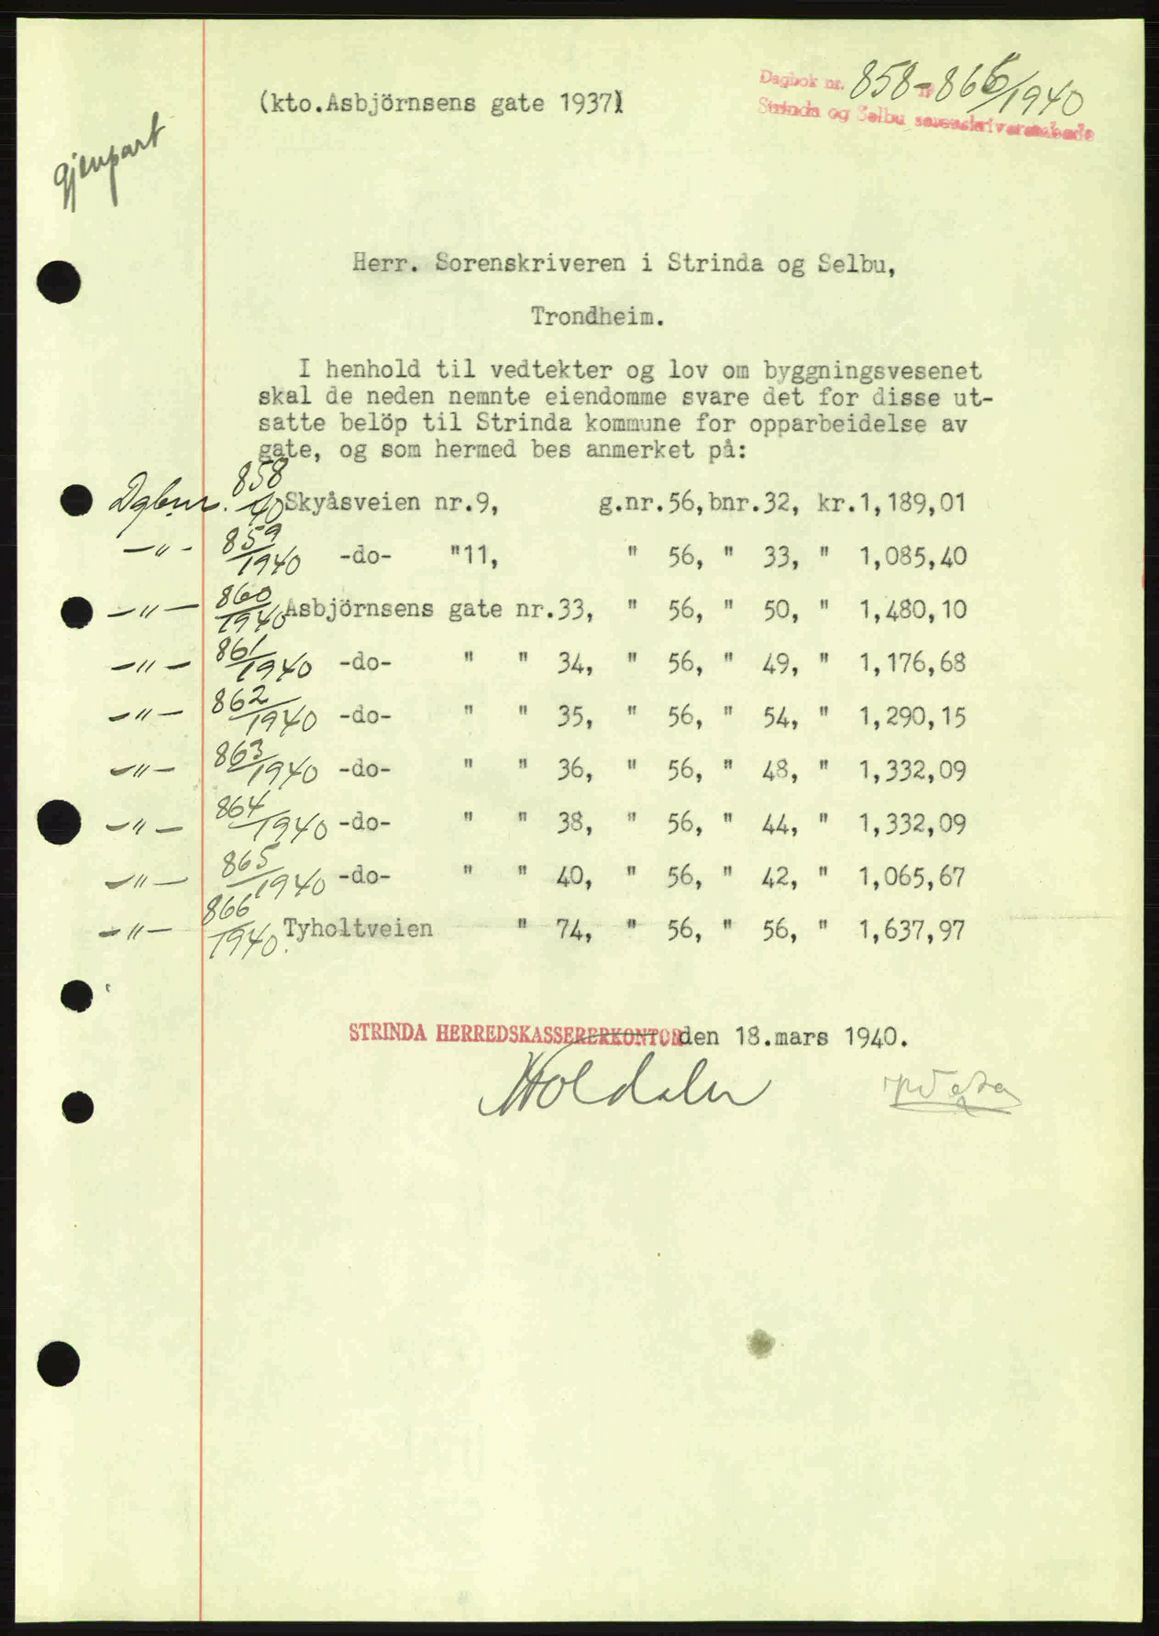 Dagbok nr. 858-866/1940
Strinda og Selbu sorenskriverembede
(kto.Asbjörnsens gate 1937)
gjenpart
Herr. Sorenskriveren i Strinda og Selbu,
Trondheim.
I henhold til vedtekter og lov om byggningsvesenet
skal de neden nemnte eiendomme svare det for disse ut-
satte belöp til Strinda kommune for opparbeidelse av
gate, og som hermed bes anmerket på:
Dgbnr. 858/40 Skyåsveien nr.9, g.nr.56,bnr.32, kr.1,189,01
-"- 859/1940 -do- "11, " 56, " 33, " 1,085,40
-"- 860/1940 Asbjörnsens gate nr.33, " 56, " 50, " 1,480,10
-"- 861/1940 -do- " " 34, " 56, " 49, " 1,176,68
-"- 862/1940 -do- " " 35, " 56, " 54, " 1,290,15
-"- 863/1940 -do- " " 36, " 56, " 48, " 1,332,09
-"- 864/1940 -do- " " 38, " 56, " 44, " 1,332,09
-"- 865/1940 -do- " " 40, " 56, " 42, " 1,065,67
-"- 866/1940. Tyholtveien " 74, " 56, " 56, " 1,637,97
STRINDA HERREDSKASSERERKONTOR den 18.mars 1940.